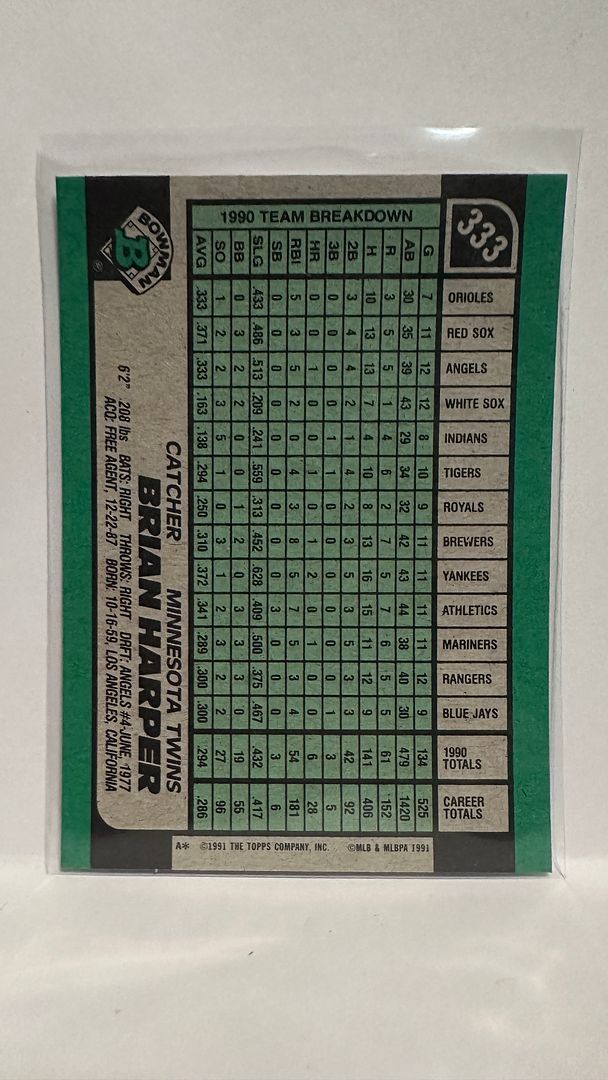 333
1990 TEAM BREAKDOWN
G AB R H 2B 3B HR RBI SB SLG BB SO AVG
ORIOLES 7 30 3 10 3 0 0 5 0 .433 0 1 .333
RED SOX 11 35 5 13 4 0 0 3 0 .486 3 2 .371
ANGELS 12 39 5 13 4 0 1 5 0 .513 2 2 .333
WHITE SOX 12 43 1 7 2 0 0 2 0 .209 2 3 .163
INDIANS 8 29 4 4 1 1 0 0 0 .241 0 5 .138
TIGERS 10 34 6 10 4 1 1 4 0 .559 0 1 .294
ROYALS 9 32 2 8 2 0 0 3 0 .313 1 0 .250
BREWERS 11 42 7 13 3 0 1 8 0 .452 2 3 .310
YANKEES 11 43 5 16 5 0 2 5 0 .628 0 1 .372
ATHLETICS 11 44 7 15 3 0 0 7 3 .409 3 2 .341
MARINERS 11 38 6 11 5 0 1 5 0 .500 3 3 .289
RANGERS 12 40 5 12 3 0 0 3 0 .375 2 2 .300
BLUE JAYS 9 30 5 9 3 1 0 4 0 .467 1 2 .300
1990 TOTALS 134 479 61 141 42 3 6 54 3 .432 19 27 .294
CAREER TOTALS 525 1420 152 406 92 5 28 181 6 .417 55 96 .286
BOWMAN
B
CATCHER MINNESOTA TWINS
BRIAN HARPER
6'2" 208 lbs BATS: RIGHT THROWS: RIGHT DRFT: ANGELS #4-JUNE, 1977
ACQ: FREE AGENT, 12-22-87 BORN: 10-16-59, LOS ANGELES, CALIFORNIA
A* ©1991 THE TOPPS COMPANY, INC. ©MLB & MLBPA 1991